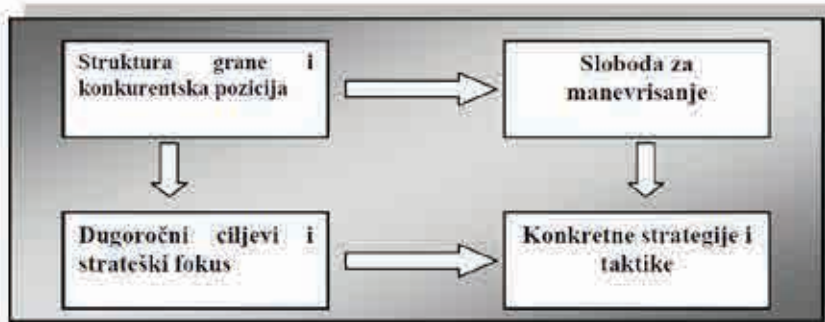 Struktura grane i
konkurentska pozicija
Sloboda za
manevrisanje
Dugoročni ciljevi i
strateški fokus
Konkretne strategije i
taktike